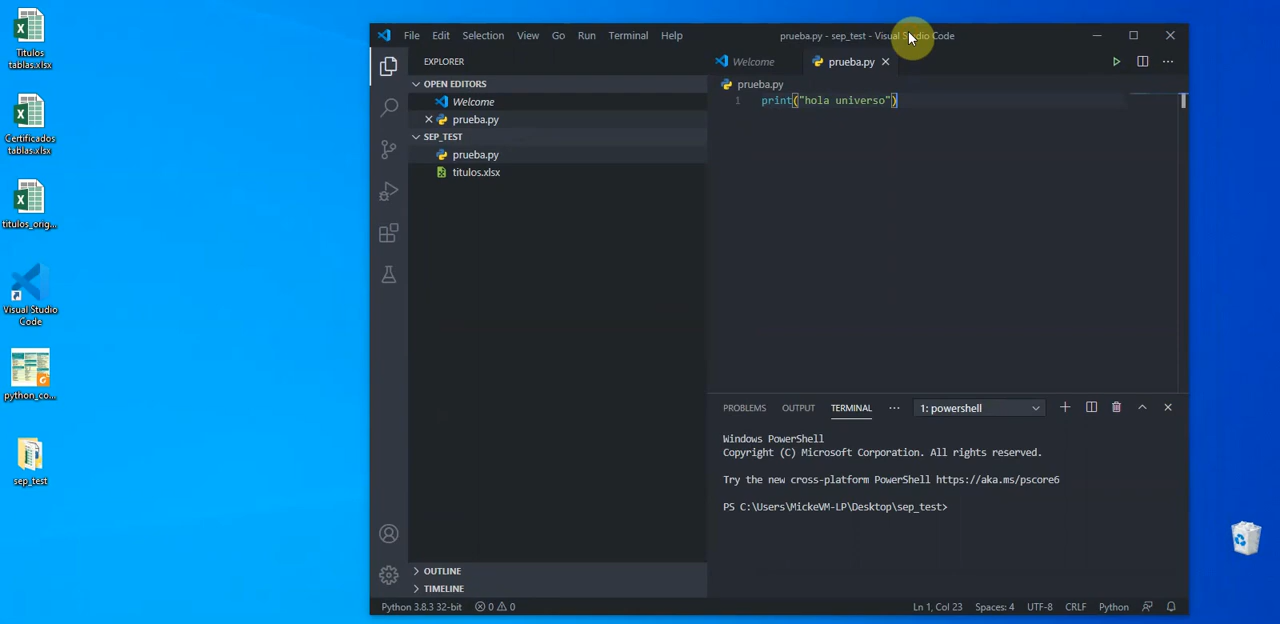 Titulos
tablas.xlsx
Certificados
tablas.xlsx
titulos_orig...
Visual Studio
Code
python_co...
sep_test
File Edit Selection View Go Run Terminal Help
prueba.py - sep_test - Visual Studio Code
EXPLORER
OPEN EDITORS
Welcome
prueba.py
SEP_TEST
prueba.py
titulos.xlsx
OUTLINE
TIMELINE
Welcome prueba.py
prueba.py
1 print("hola universo")
PROBLEMS OUTPUT TERMINAL ... 1: powershell
Windows PowerShell
Copyright (C) Microsoft Corporation. All rights reserved.
Try the new cross-platform PowerShell https://aka.ms/pscore6
PS C:\Users\MickeVM-LP\Desktop\sep_test>
Python 3.8.3 32-bit 0 0 Ln 1, Col 23 Spaces: 4 UTF-8 CRLF Python